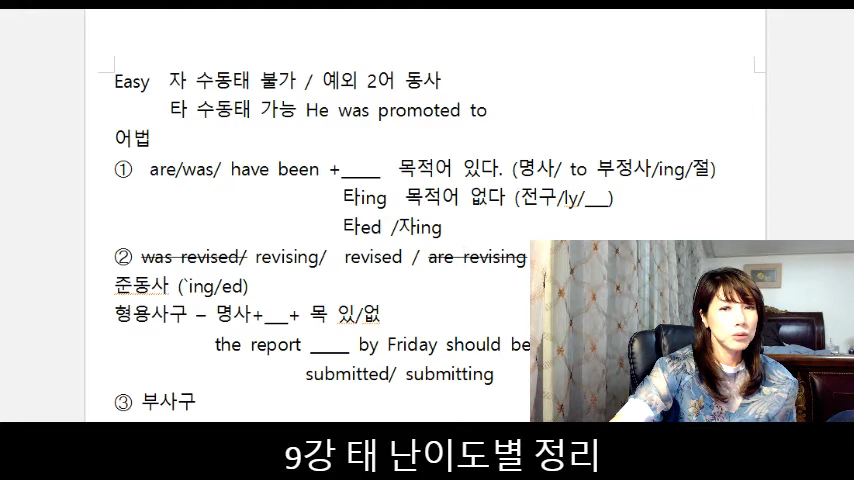 Easy 자 수동태 불가 / 예외 2어 동사
타 수동태 가능 He was promoted to
어법
① are/was/ have been +_____ 목적어 있다. (명사/ to 부정사/ing/절)
타ing 목적어 없다 (전구/ly/___)
타ed /자ing
② was revised/ revising/ revised / are revising
준동사 (`ing/ed)
형용사구 – 명사+___+ 목 있/없
the report _____ by Friday should be
submitted/ submitting
③ 부사구
9강 태 난이도별 정리